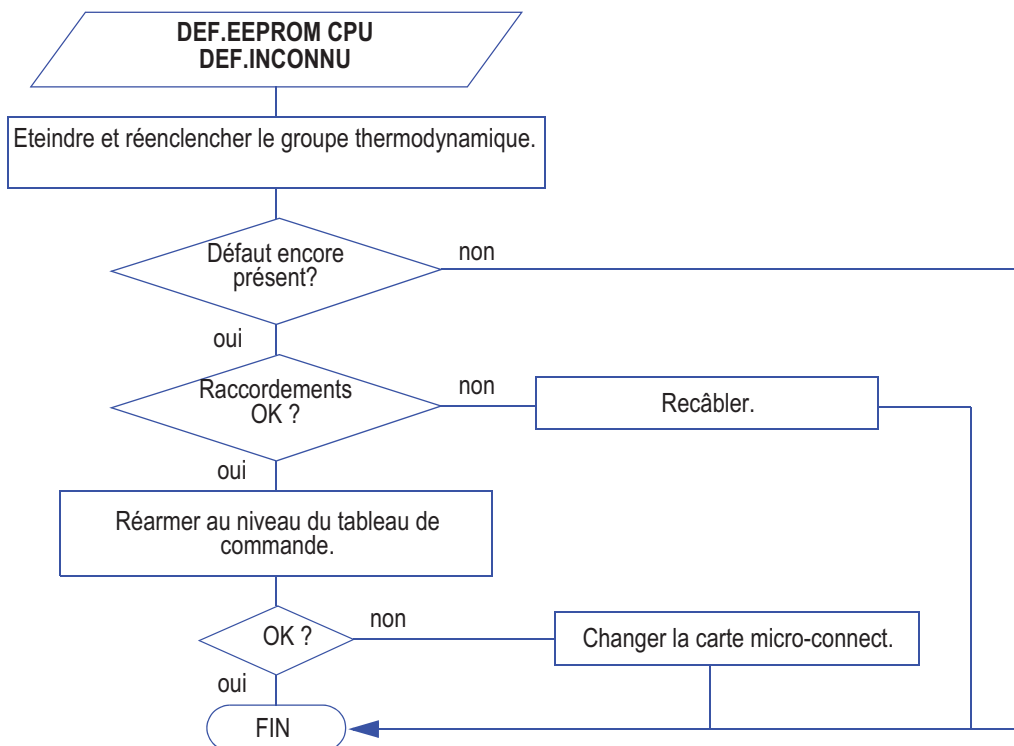 DEF.EEPROM CPU
DEF.INCONNU
Eteindre et réenclencher le groupe thermodynamique.
Défaut encore
présent?
non
oui
Raccordements
OK ?
non
Recâbler.
oui
Réarmer au niveau du tableau de
commande.
OK ?
non
Changer la carte micro-connect.
oui
FIN